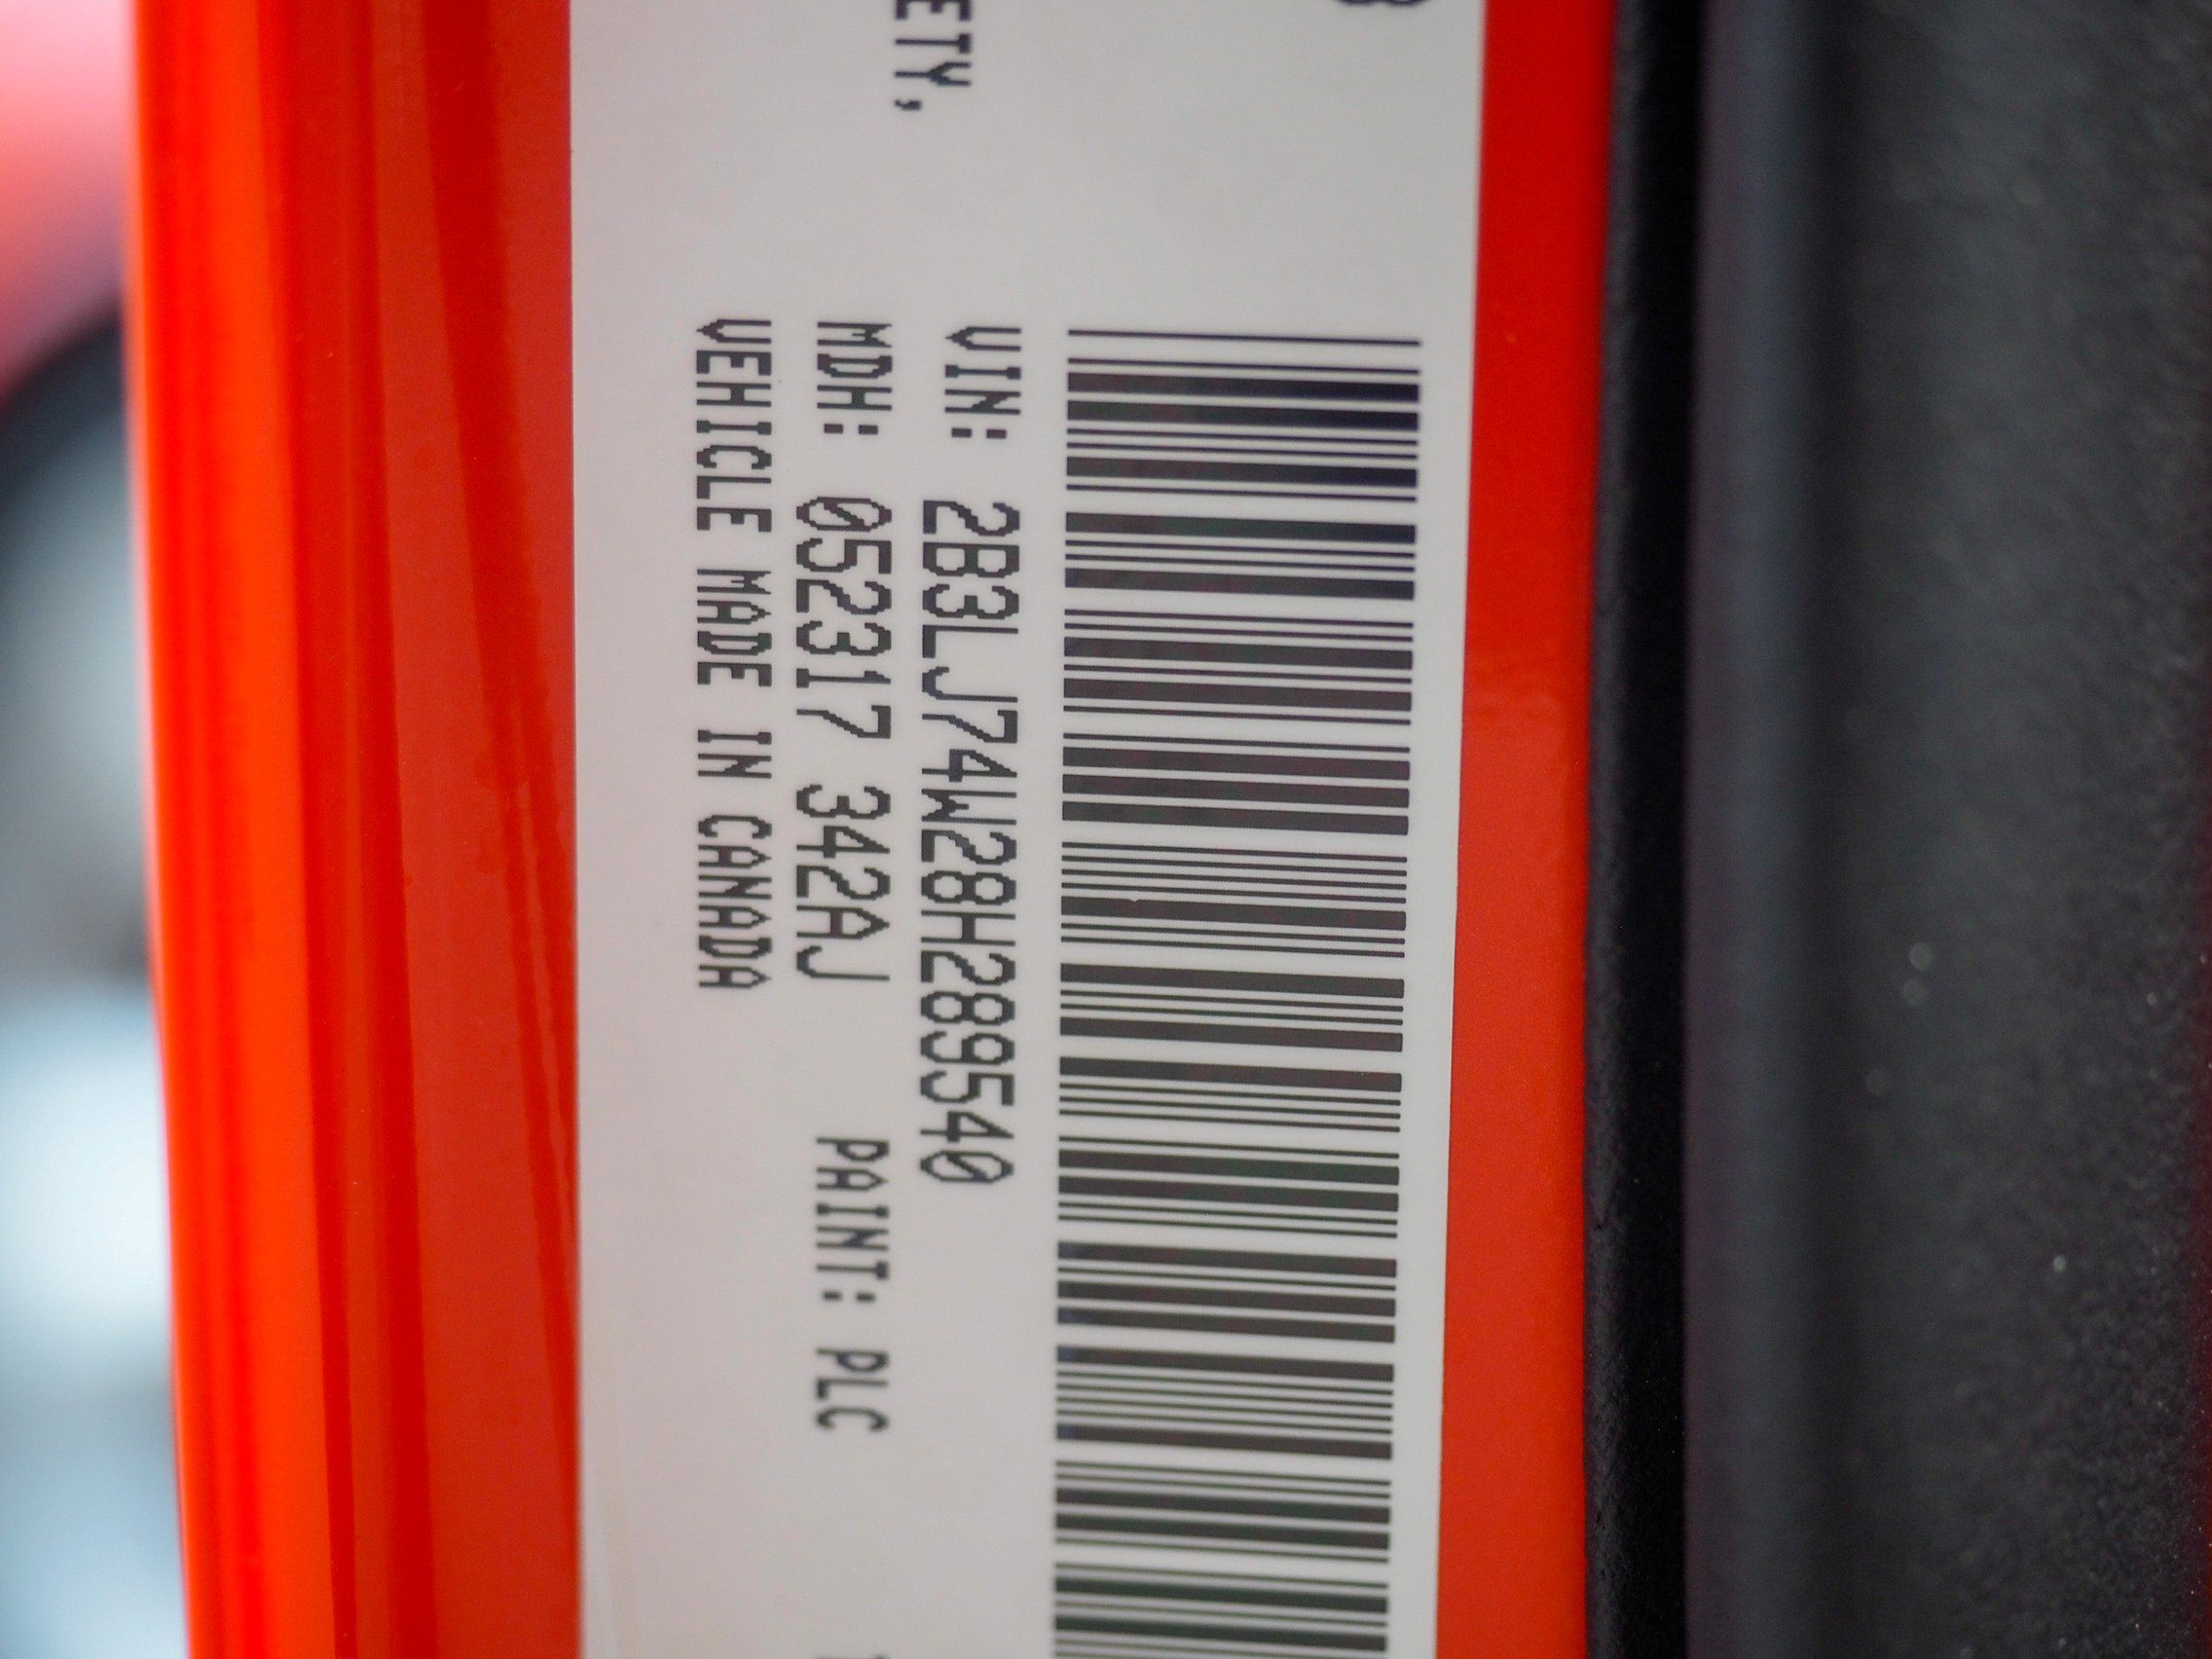 ETY,
VIN: 2B3LJ74W28H289540
MDH: 052317 342AJ PAINT: PLC
VEHICLE MADE IN CANADA